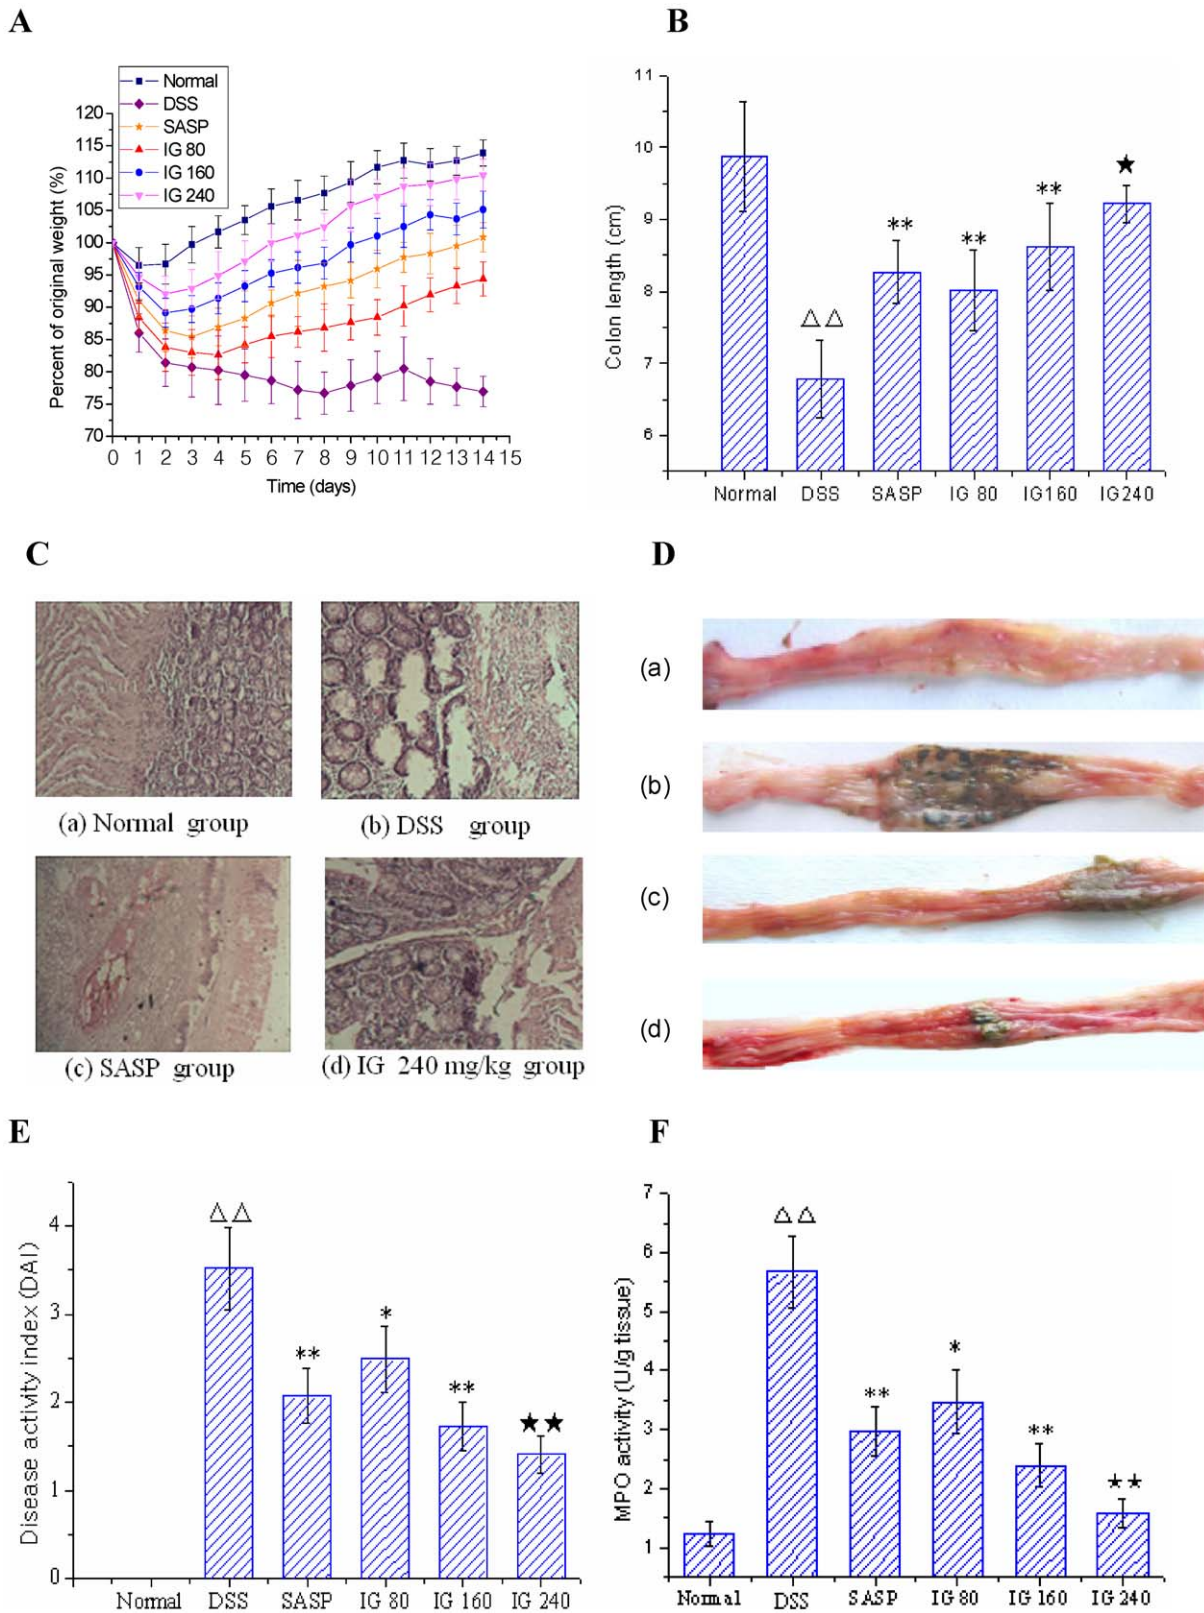 A
Normal
DSS
SASP
IG 80
IG 160
IG 240
120
115
110
105
100
95
90
85
80
75
70
0 1 2 3 4 5 6 7 8 9 10 11 12 13 14 15
Percent of original weight (%)
Time (days)
B
11
10
9
8
7
6
Colon length (cm)
△△
**
**
**
★
Normal DSS SASP IG 80 IG160 IG240
C
(a) Normal group
(b) DSS group
(c) SASP group
(d) IG 240 mg/kg group
D
(a)
(b)
(c)
(d)
E
4
3
2
1
0
Disease activity index (DAI)
△△
**
*
**
★★
Normal DSS SASP IG 80 IG 160 IG 240
F
7
6
5
4
3
2
1
MPO activity (U/g tissue)
△△
**
*
**
★★
Normal DSS SASP IG 80 IG 160 IG 240